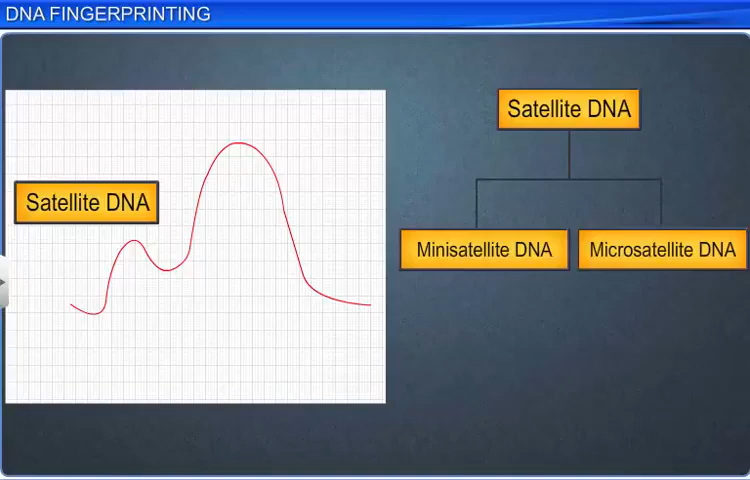 DNA FINGERPRINTING
Satellite DNA
Satellite DNA
Minisatellite DNA
Microsatellite DNA